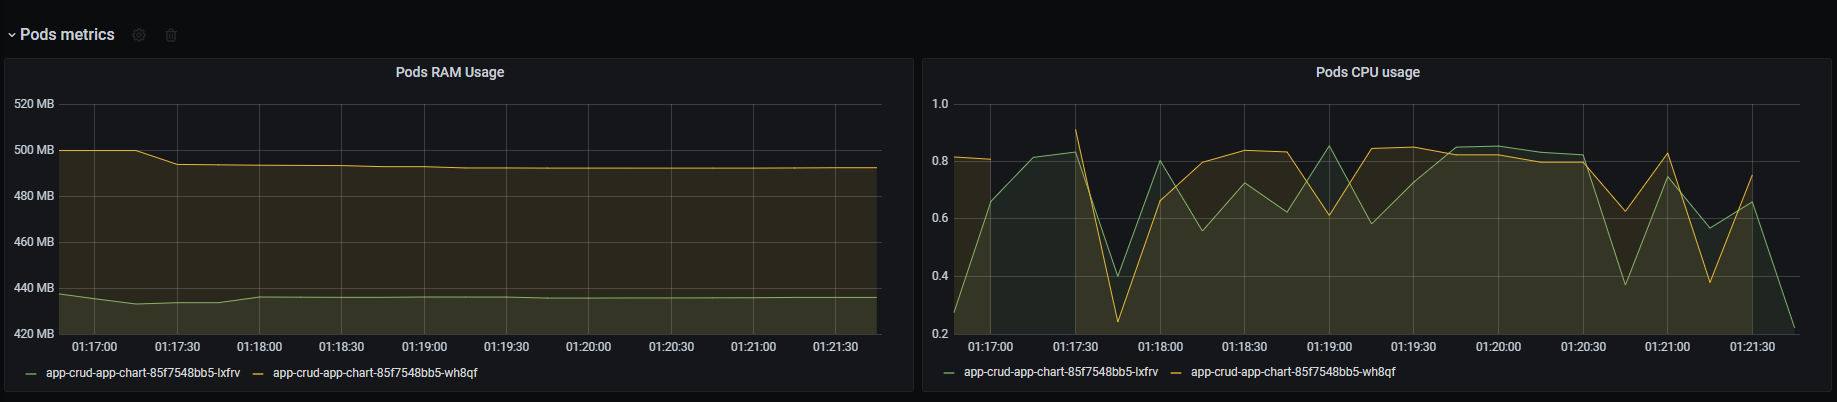 Pods metrics
Pods RAM Usage
520 MB
500 MB
480 MB
460 MB
440 MB
420 MB
01:17:00 01:17:30 01:18:00 01:18:30 01:19:00 01:19:30 01:20:00 01:20:30 01:21:00 01:21:30
app-crud-app-chart-85f7548bb5-lxfrv app-crud-app-chart-85f7548bb5-wh8qf
Pods CPU usage
1.0
0.8
0.6
0.4
0.2
01:17:00 01:17:30 01:18:00 01:18:30 01:19:00 01:19:30 01:20:00 01:20:30 01:21:00 01:21:30
app-crud-app-chart-85f7548bb5-lxfrv app-crud-app-chart-85f7548bb5-wh8qf